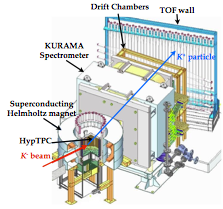 Drift Chambers
TOF wall
KURAMA
Spectrometer
K⁺ particle
Superconducting
Helmholtz magnet
HypTPC
K⁻ beam